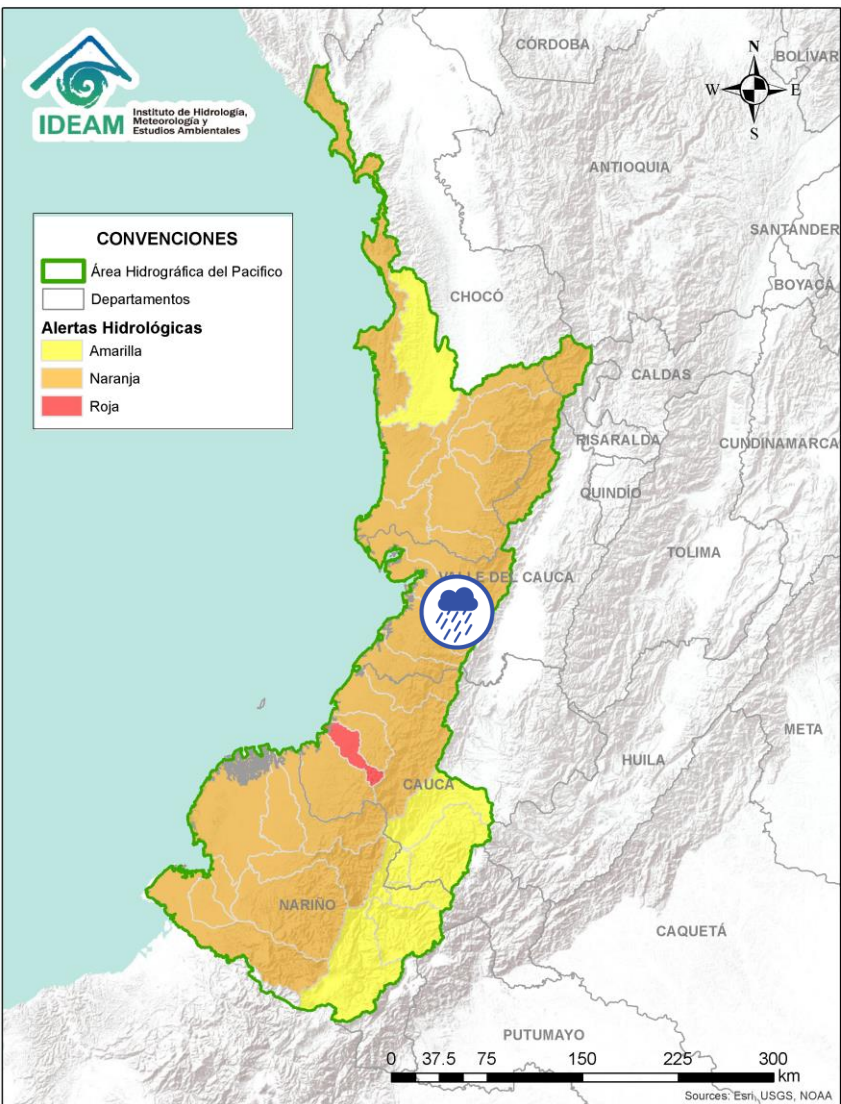 IDEAM
Instituto de Hidrología,
Meteorología y
Estudios Ambientales
CÓRDOBA
BOLÍVAR
N
W
E
S
ANTIOQUIA
SANTANDER
BOYACÁ
CONVENCIONES
Área Hidrográfica del Pacifico
Departamentos
Alertas Hidrológicas
Amarilla
Naranja
Roja
CHOCÓ
CALDAS
RISARALDA
CUNDINAMARCA
QUINDÍO
TOLIMA
VALLE DEL CAUCA
META
HUILA
CAUCA
NARIÑO
CAQUETÁ
PUTUMAYO
0 37.5 75 150 225 300
km
Sources: Esri, USGS, NOAA